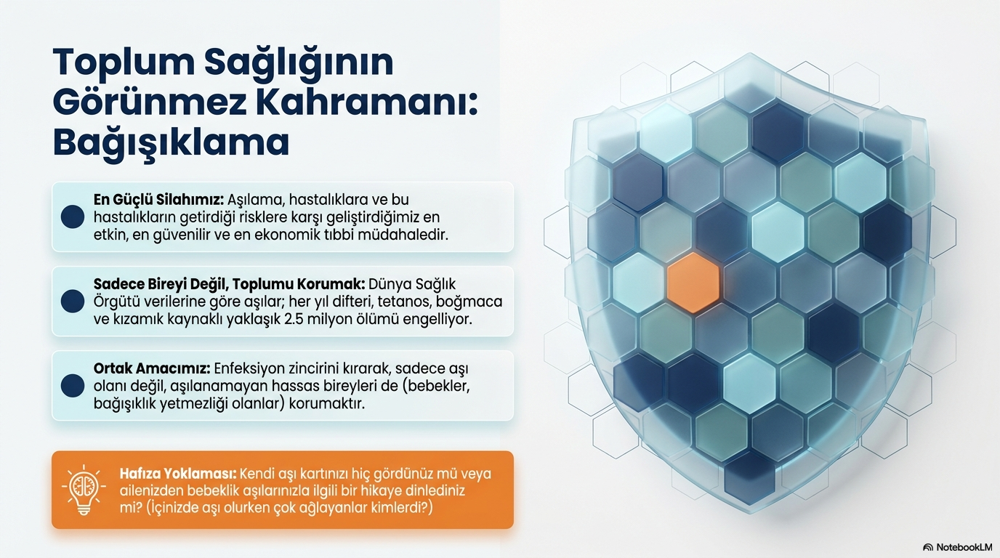 Toplum Sağlığının
Görünmez Kahramanı:
Bağışıklama
En Güçlü Silahımız: Aşılama, hastalıklara ve bu
hastalıkların getirdiği risklere karşı geliştirdiğimiz en
etkin, en güvenilir ve en ekonomik tıbbi müdahaledir.
Sadece Bireyi Değil, Toplumu Korumak: Dünya Sağlık
Örgütü verilerine göre aşılar; her yıl difteri, tetanos, boğmaca
ve kızamık kaynaklı yaklaşık 2.5 milyon ölümü engelliyor.
Ortak Amacımız: Enfeksiyon zincirini kırarak, sadece aşı
olanı değil, aşılanamayan hassas bireyleri de (bebekler,
bağışıklık yetmezliği olanlar) korumaktır.
Hafıza Yoklaması: Kendi aşı kartınızı hiç gördünüz mü veya
ailenizden bebeklik aşılarınızla ilgili bir hikaye dinlediniz
mi? (İçinizde aşı olurken çok ağlayanlar kimlerdi?)
NotebookLM